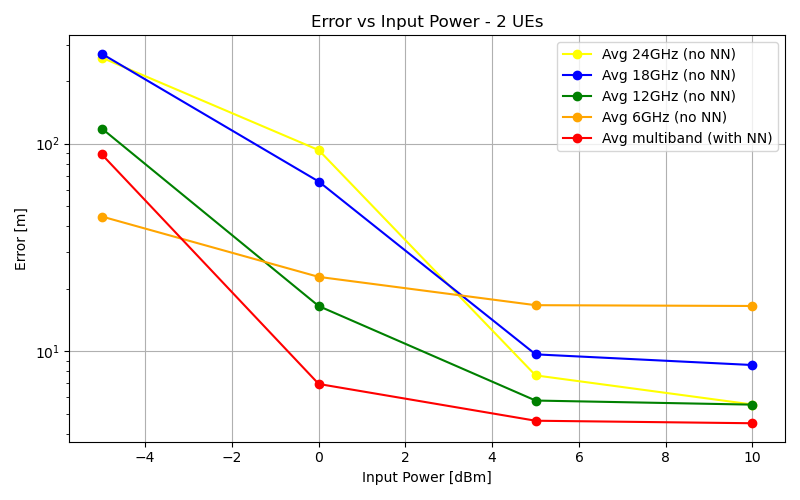 Error vs Input Power - 2 UEs
Avg 24GHz (no NN)
Avg 18GHz (no NN)
Avg 12GHz (no NN)
Avg 6GHz (no NN)
Avg multiband (with NN)
Error [m]
10²
10¹
−4 −2 0 2 4 6 8 10
Input Power [dBm]